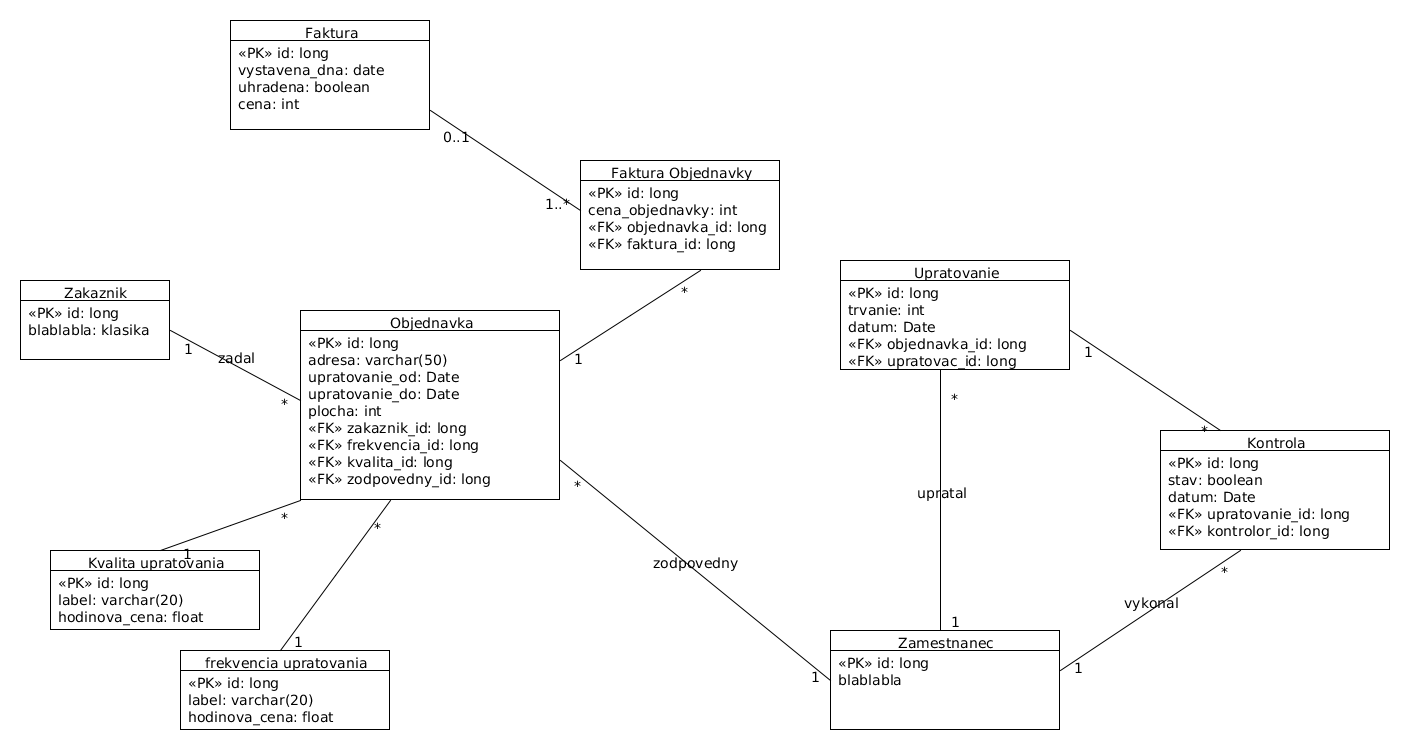 Faktura
«PK» id: long
vystavena_dna: date
uhradena: boolean
cena: int
0..1
1..*
Faktura Objednavky
«PK» id: long
cena_objednavky: int
«FK» objednavka_id: long
«FK» faktura_id: long
*
1
Zakaznik
«PK» id: long
blablabla: klasika
1
zadal
*
Objednavka
«PK» id: long
adresa: varchar(50)
upratovanie_od: Date
upratovanie_do: Date
plocha: int
«FK» zakaznik_id: long
«FK» frekvencia_id: long
«FK» kvalita_id: long
«FK» zodpovedny_id: long
Upratovanie
«PK» id: long
trvanie: int
datum: Date
«FK» objednavka_id: long
«FK» upratovac_id: long
1
*
Kontrola
«PK» id: long
stav: boolean
datum: Date
«FK» upratovanie_id: long
«FK» kontrolor_id: long
*
upratal
1
*
vykonal
1
*
zodpovedny
1
*
1
Kvalita upratovania
«PK» id: long
label: varchar(20)
hodinova_cena: float
*
1
frekvencia upratovania
«PK» id: long
label: varchar(20)
hodinova_cena: float
Zamestnanec
«PK» id: long
blablabla